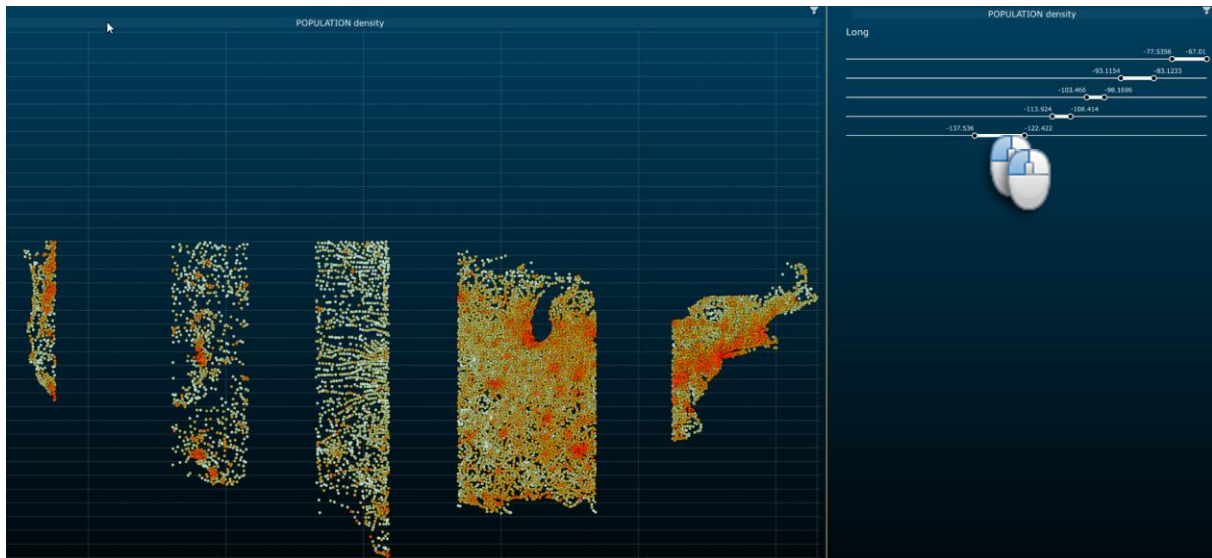 POPULATION density
POPULATION density
Long
-77.5356 -67.01
-93.1154 -83.1233
-103.466 -98.1696
-113.924 -108.414
-137.536 -122.422